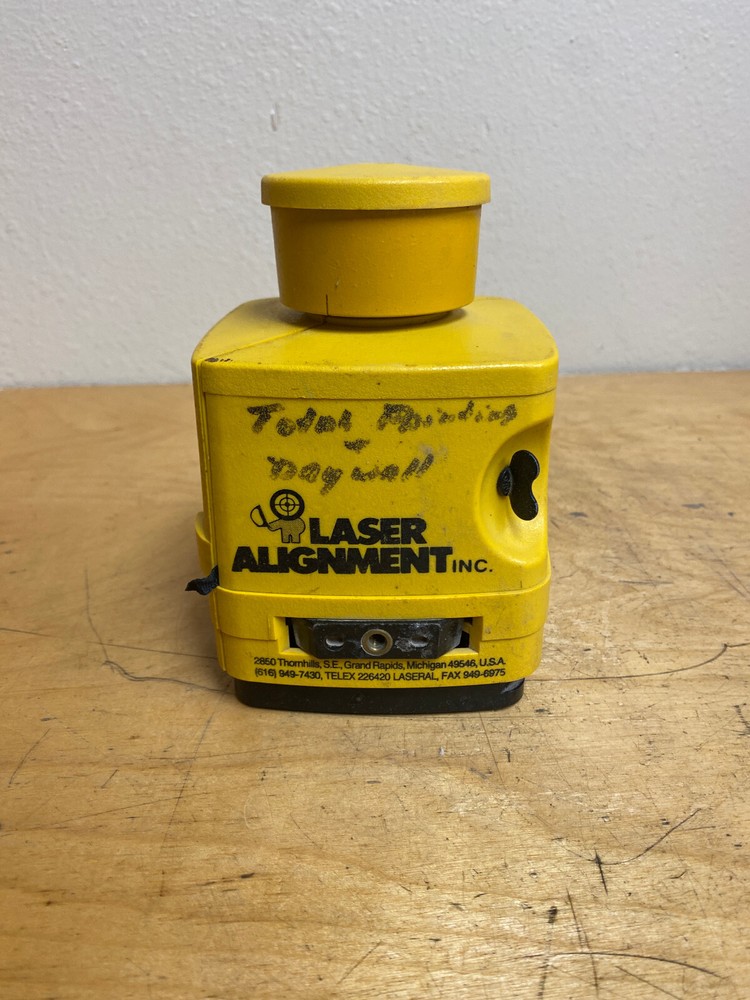 Total Painding
Drywall
LASER
ALIGNMENT INC.
2850 Thornhills, S.E., Grand Rapids, Michigan 49546, U.S.A.
(616) 949-7430, TELEX 226420 LASERAL, FAX 949-6975